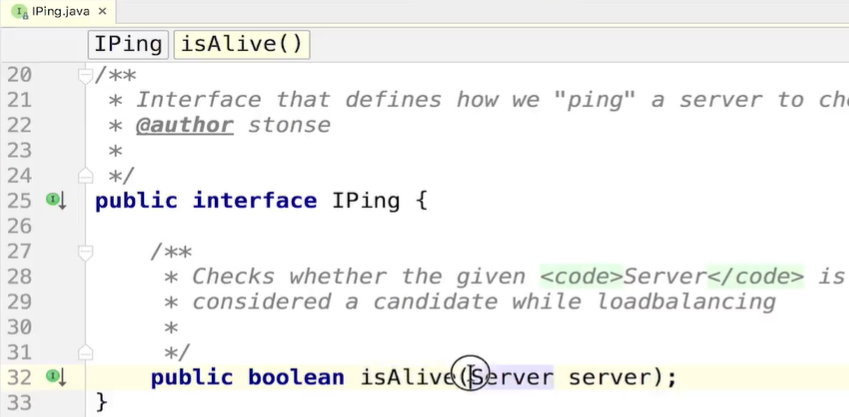 IPing.java ×
IPing isAlive()
20 /**
21 * Interface that defines how we "ping" a server to
22 * @author stonse
23 *
24 */
25 public interface IPing {
26
27 /**
28 * Checks whether the given <code>Server</code> is
29 * considered a candidate while loadbalancing
30 *
31 */
32 public boolean isAlive(Server server);
33 }